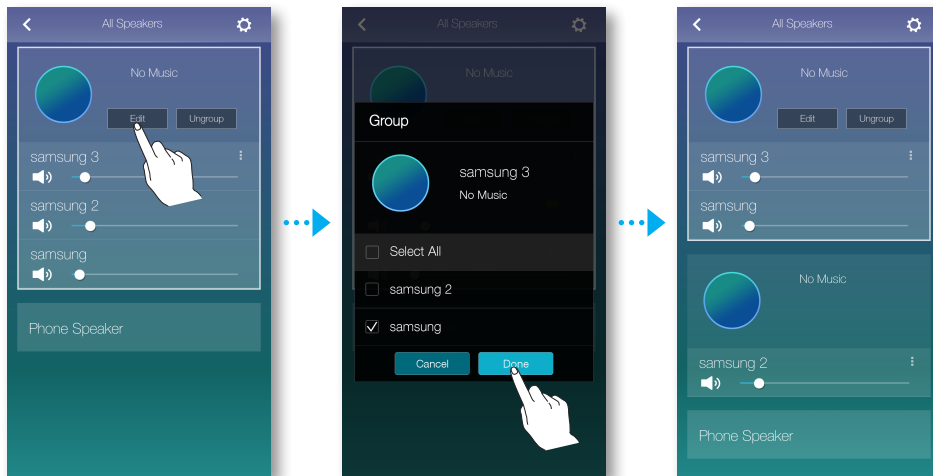 All Speakers
No Music
Edit
Ungroup
samsung 3
samsung 2
samsung
Phone Speaker
All Speakers
No Music
Group
samsung 3
No Music
Select All
samsung 2
samsung
Cancel
Done
All Speakers
No Music
Edit
Ungroup
samsung 3
samsung
No Music
samsung 2
Phone Speaker